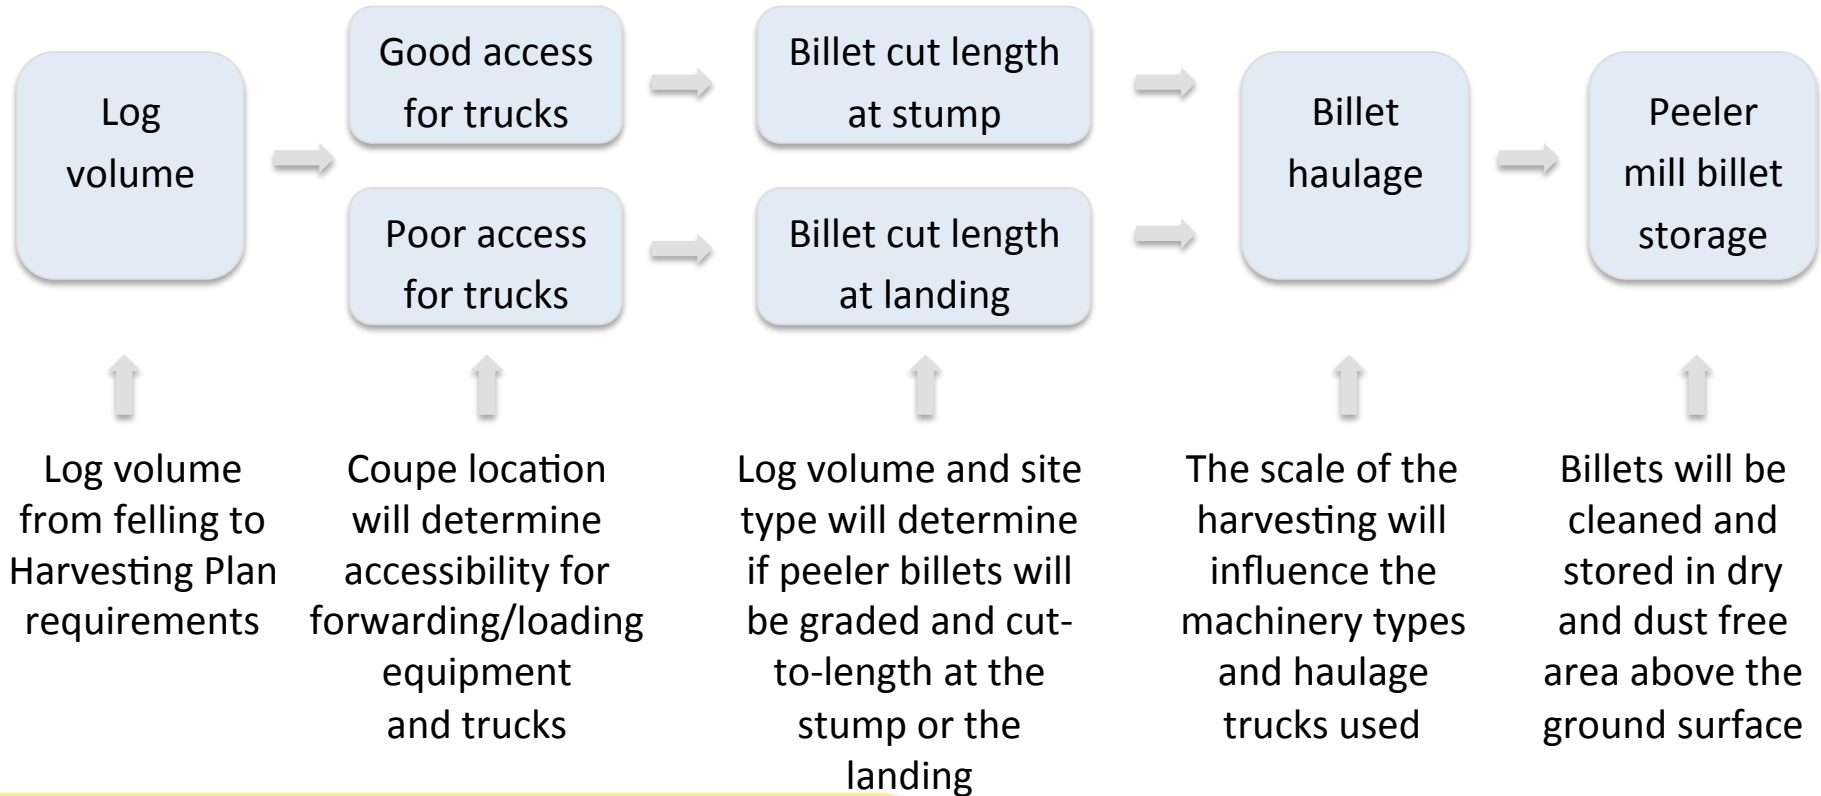 Log
volume
Good access
for trucks
Poor access
for trucks
Billet cut length
at stump
Billet cut length
at landing
Billet
haulage
Peeler
mill billet
storage
Log volume
from felling to
Harvesting Plan
requirements
Coupe location
will determine
accessibility for
forwarding/loading
equipment
and trucks
Log volume and site
type will determine
if peeler billets will
be graded and cut-
to-length at the
stump or the
landing
The scale of the
harvesting will
influence the
machinery types
and haulage
trucks used
Billets will be
cleaned and
stored in dry
and dust free
area above the
ground surface